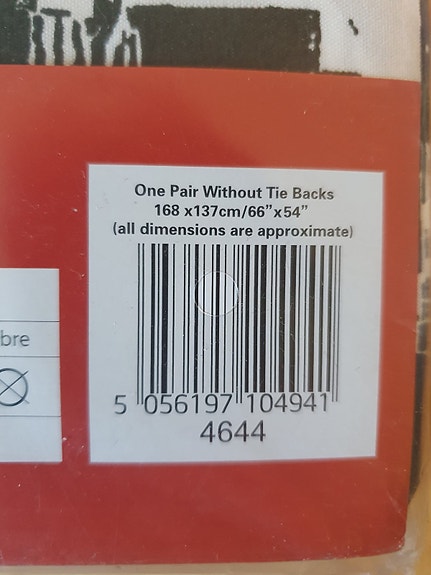 One Pair Without Tie Backs
168 x137cm/66”x54”
(all dimensions are approximate)
bre
5 056197 104941
4644